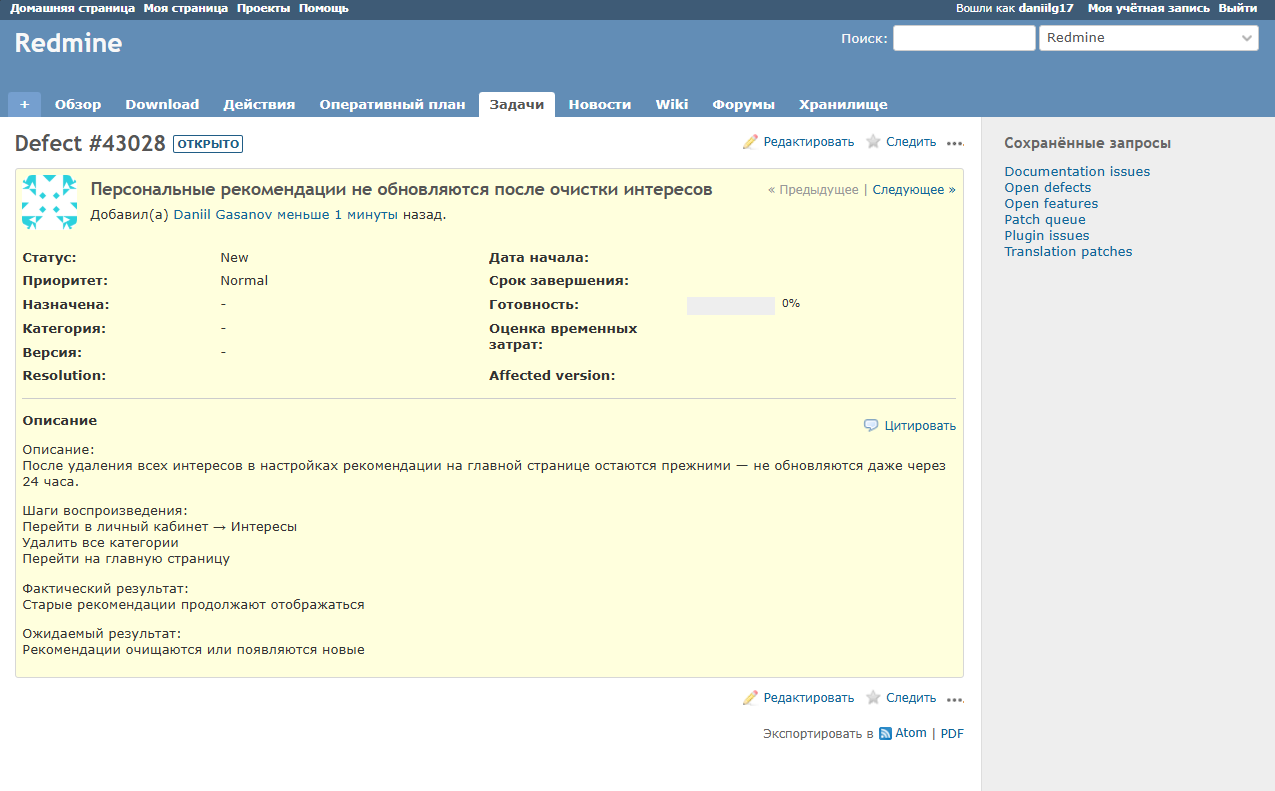 Домашняя страница Моя страница Проекты Помощь
Вошли как daniilg17 Моя учётная запись Выйти
Redmine
Поиск: Redmine
+ Обзор Download Действия Оперативный план Задачи Новости Wiki Форумы Хранилище
Defect #43028 ОТКРЫТО
Редактировать Следить ...
Персональные рекомендации не обновляются после очистки интересов
« Предыдущее | Следующее »
Добавил(а) Daniil Gasanov меньше 1 минуты назад.
Статус: New Дата начала:
Приоритет: Normal Срок завершения:
Назначена: - Готовность: 0%
Категория: - Оценка временных
затрат:
Версия: -
Resolution: Affected version:
Описание
Цитировать
Описание:
После удаления всех интересов в настройках рекомендации на главной странице остаются прежними — не обновляются даже через
24 часа.
Шаги воспроизведения:
Перейти в личный кабинет → Интересы
Удалить все категории
Перейти на главную страницу
Фактический результат:
Старые рекомендации продолжают отображаться
Ожидаемый результат:
Рекомендации очищаются или появляются новые
Редактировать Следить ...
Экспортировать в Atom | PDF
Сохранённые запросы
Documentation issues
Open defects
Open features
Patch queue
Plugin issues
Translation patches